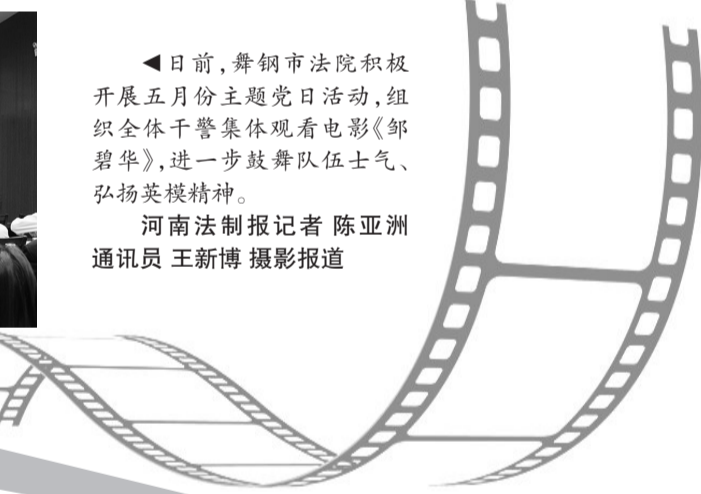 ◀日前,舞钢市法院积极
开展五月份主题党日活动,组
织全体干警集体观看电影《邹
碧华》,进一步鼓舞队伍士气、
弘扬英模精神。
河南法制报记者 陈亚洲
通讯员 王新博 摄影报道